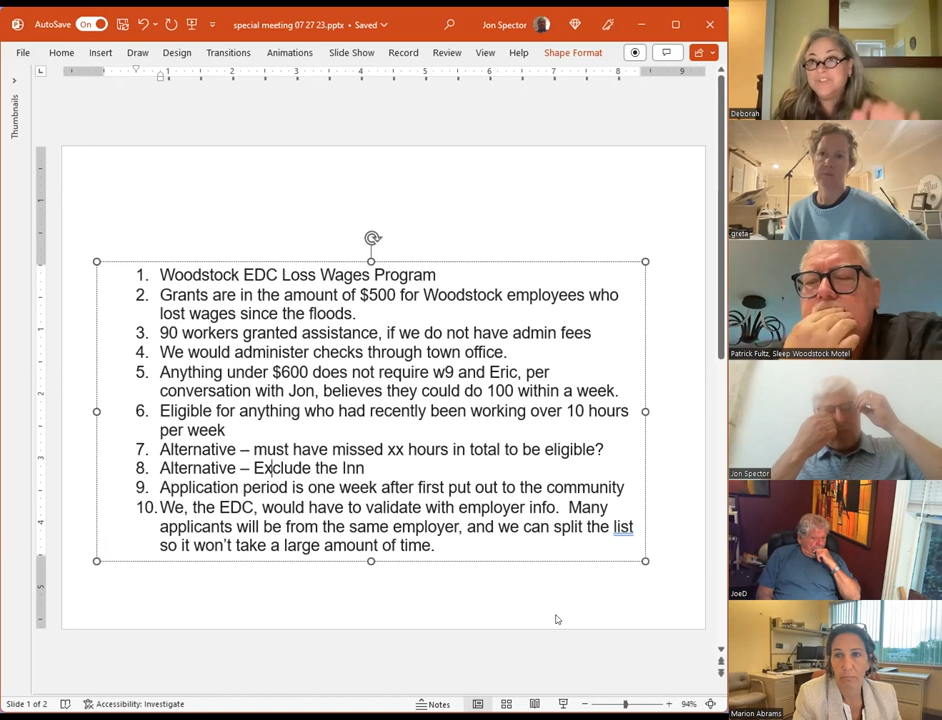 AutoSave On special meeting 07 27 23.pptx • Saved Jon Spector
File Home Insert Draw Design Transitions Animations Slide Show Record Review View Help Shape Format
Thumbnails
1. Woodstock EDC Loss Wages Program
2. Grants are in the amount of $500 for Woodstock employees who
lost wages since the floods.
3. 90 workers granted assistance, if we do not have admin fees
4. We would administer checks through town office.
5. Anything under $600 does not require w9 and Eric, per
conversation with Jon, believes they could do 100 within a week.
6. Eligible for anything who had recently been working over 10 hours
per week
7. Alternative – must have missed xx hours in total to be eligible?
8. Alternative – Exclude the Inn
9. Application period is one week after first put out to the community
10. We, the EDC, would have to validate with employer info. Many
applicants will be from the same employer, and we can split the list
so it won't take a large amount of time.
Slide 1 of 2 Accessibility: Investigate Notes 94%
Deborah
greta
Patrick Fultz, Sleep Woodstock Motel
Jon Spector
JoeD
Marion Abrams